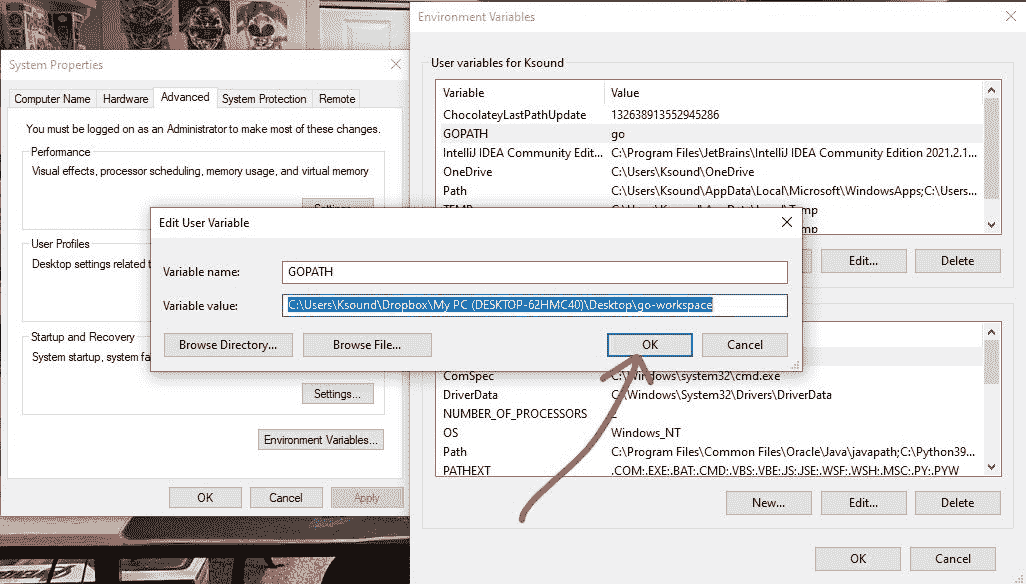 System Properties
Computer Name Hardware Advanced System Protection Remote
You must be logged on as an Administrator to make most of these changes.
Performance
Visual effects, processor scheduling, memory usage, and virtual memory
Settings...
User Profiles
Desktop settings related t
Startup and Recovery
System startup, system fa
Settings...
Environment Variables...
OK Cancel Apply
Environment Variables
User variables for Ksound
Variable Value
ChocolateyLastPathUpdate 132638913552945286
GOPATH go
IntelliJ IDEA Community Edit... C:\Program Files\JetBrains\IntelliJ IDEA Community Edition 2021.2.1...
OneDrive C:\Users\Ksound\OneDrive
Path C:\Users\Ksound\AppData\Local\Microsoft\WindowsApps;C:\Users...
Edit... Delete
Edit User Variable
Variable name: GOPATH
Variable value: C:\Users\Ksound\Dropbox\My PC (DESKTOP-62HMC40)\Desktop\go-workspace
Browse Directory... Browse File... OK Cancel
ComSpec C:\Windows\system32\cmd.exe
DriverData C:\Windows\System32\Drivers\DriverData
NUMBER_OF_PROCESSORS
OS Windows_NT
Path C:\Program Files\Common Files\Oracle\Java\javapath;C:\Python39...
PATHEXT .COM;.EXE;.BAT;.CMD;.VBS;.VBE;.JS;.JSE;.WSF;.WSH;.MSC;.PY;.PYW
New... Edit... Delete
OK Cancel